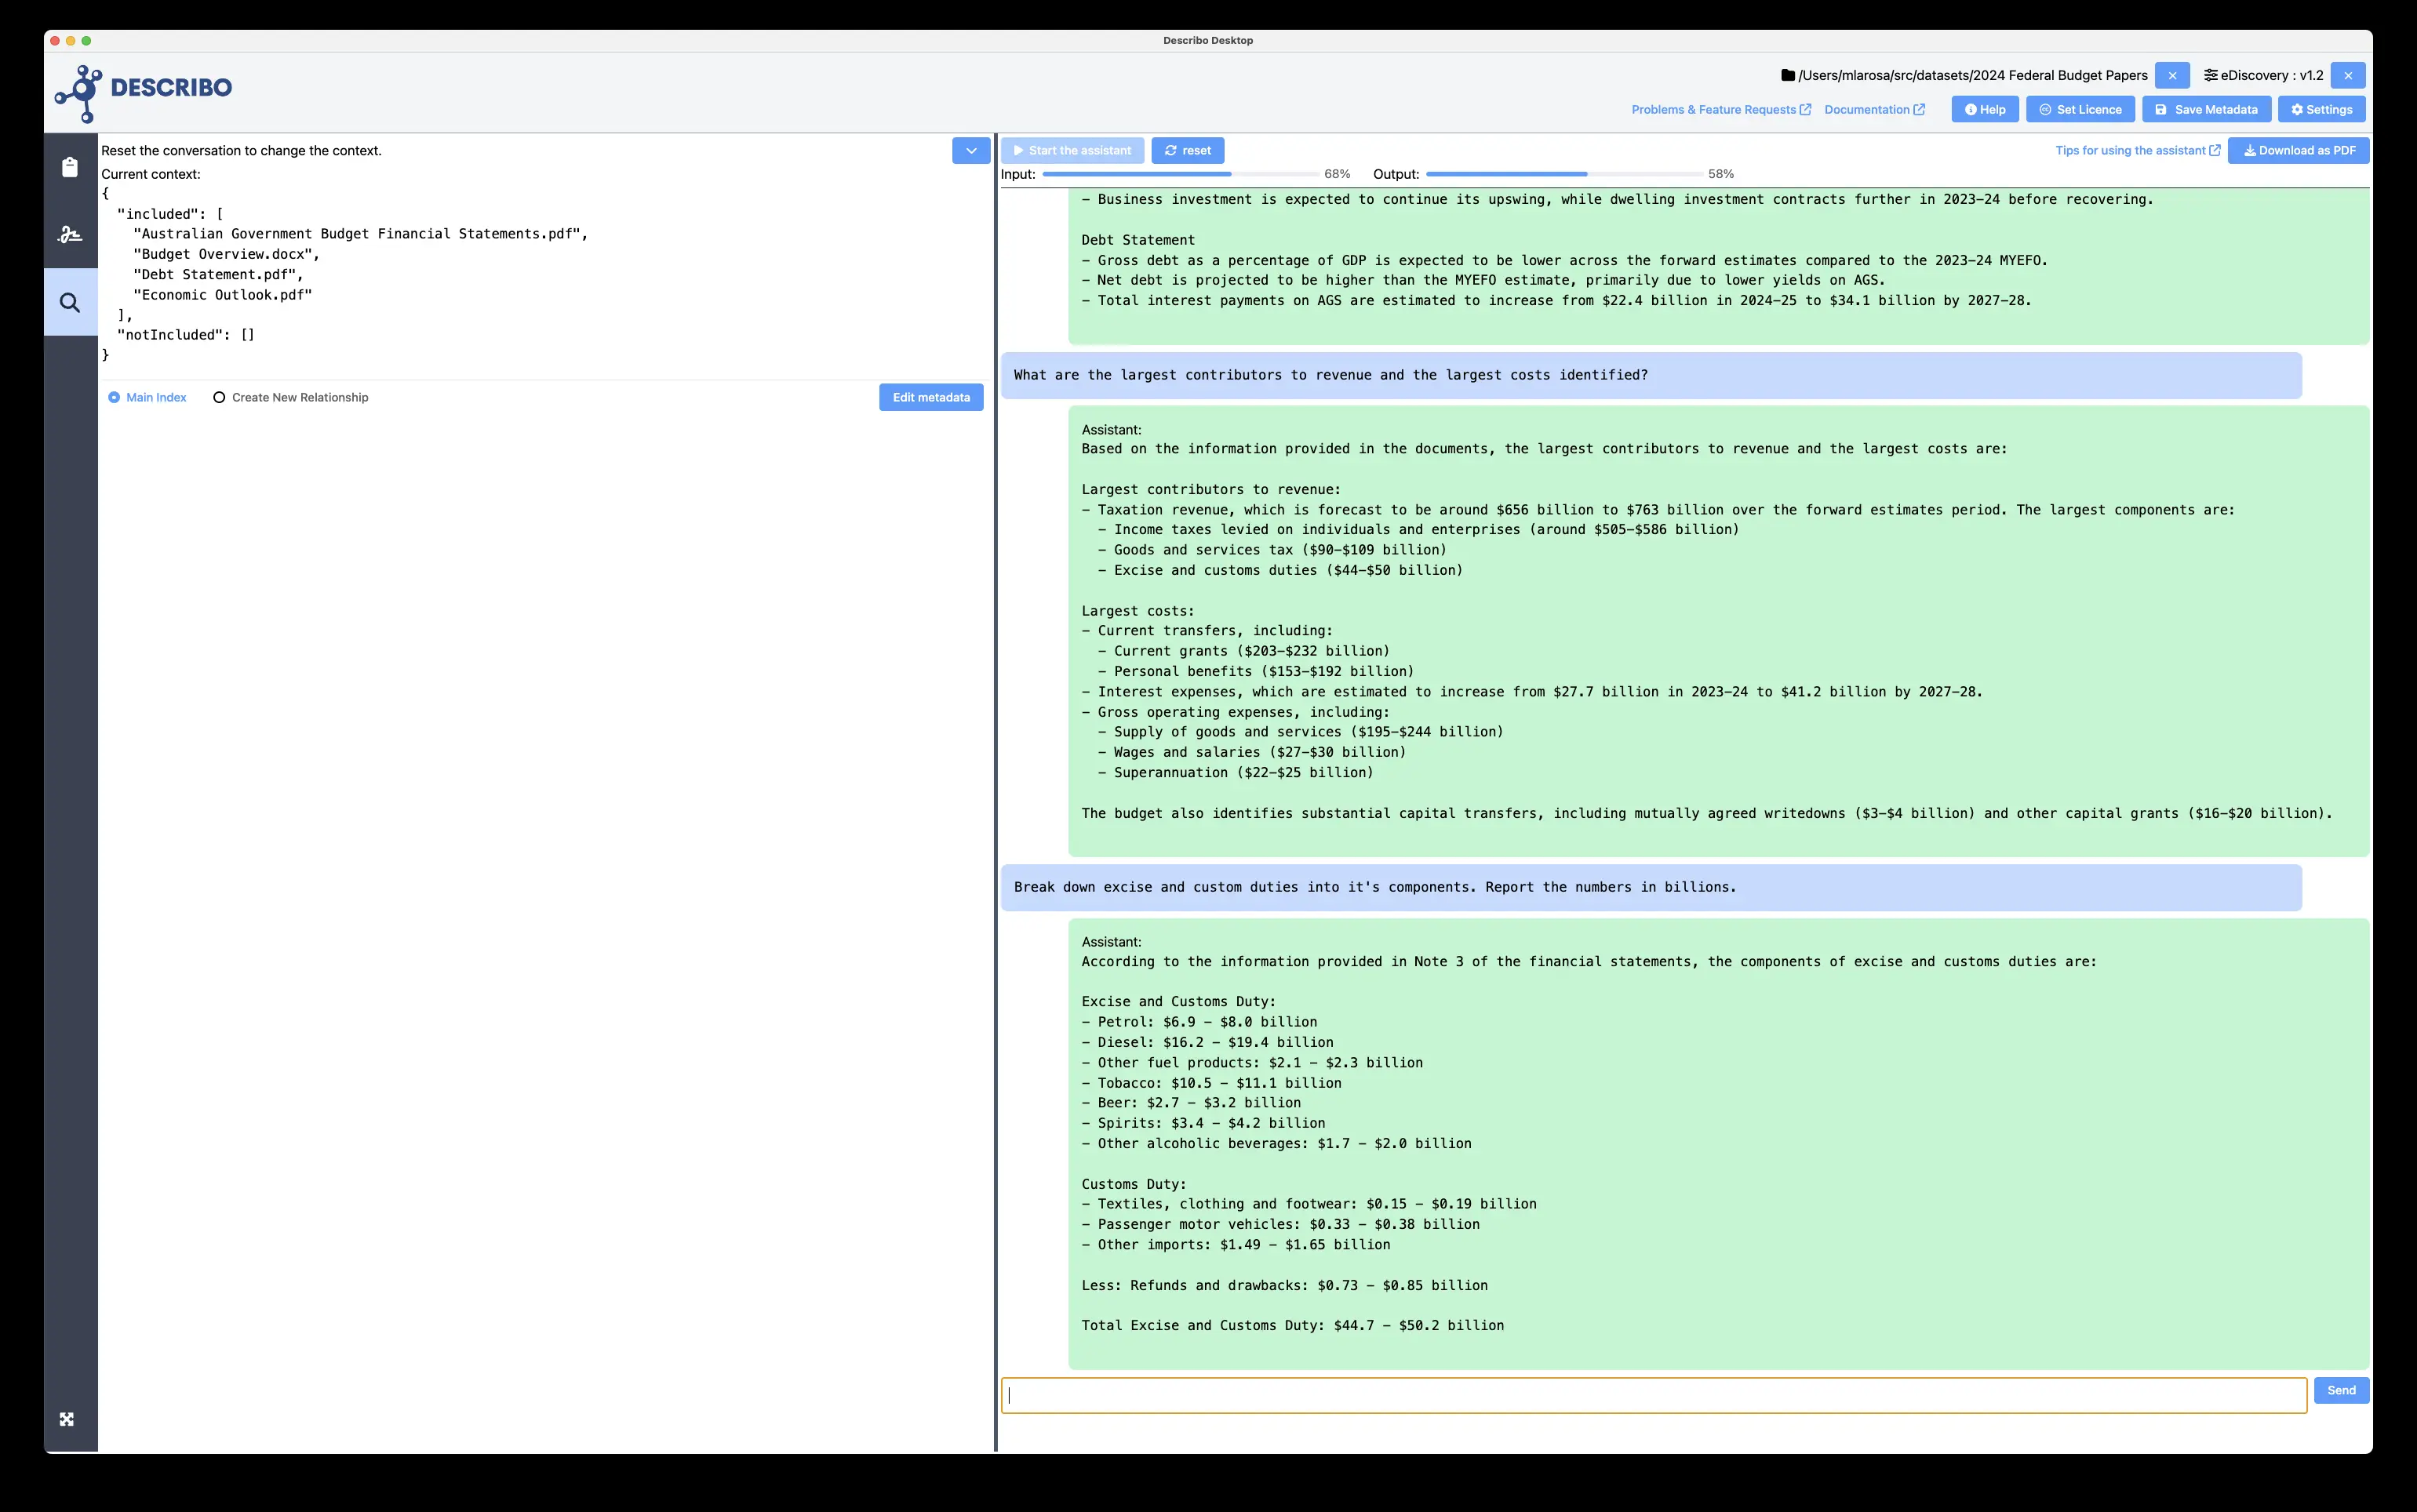 Describo Desktop
DESCRIBO
/Users/mlarosa/src/datasets/2024 Federal Budget Papers
eDiscovery : v1.2
Problems & Feature Requests
Documentation
Help
Set Licence
Save Metadata
Settings
Reset the conversation to change the context.
Current context:
{
"included": [
"Australian Government Budget Financial Statements.pdf",
"Budget Overview.docx",
"Debt Statement.pdf",
"Economic Outlook.pdf"
],
"notIncluded": []
}
Main Index
Create New Relationship
Edit metadata
Start the assistant
reset
Tips for using the assistant
Download as PDF
Input: 68% Output: 58%
– Business investment is expected to continue its upswing, while dwelling investment contracts further in 2023-24 before recovering.
Debt Statement
– Gross debt as a percentage of GDP is expected to be lower across the forward estimates compared to the 2023-24 MYEFO.
– Net debt is projected to be higher than the MYEFO estimate, primarily due to lower yields on AGS.
– Total interest payments on AGS are estimated to increase from $22.4 billion in 2024-25 to $34.1 billion by 2027-28.
What are the largest contributors to revenue and the largest costs identified?
Assistant:
Based on the information provided in the documents, the largest contributors to revenue and the largest costs are:
Largest contributors to revenue:
– Taxation revenue, which is forecast to be around $656 billion to $763 billion over the forward estimates period. The largest components are:
– Income taxes levied on individuals and enterprises (around $505-$586 billion)
– Goods and services tax ($90-$109 billion)
– Excise and customs duties ($44-$50 billion)
Largest costs:
– Current transfers, including:
– Current grants ($203-$232 billion)
– Personal benefits ($153-$192 billion)
– Interest expenses, which are estimated to increase from $27.7 billion in 2023-24 to $41.2 billion by 2027-28.
– Gross operating expenses, including:
– Supply of goods and services ($195-$244 billion)
– Wages and salaries ($27-$30 billion)
– Superannuation ($22-$25 billion)
The budget also identifies substantial capital transfers, including mutually agreed writedowns ($3-$4 billion) and other capital grants ($16-$20 billion).
Break down excise and custom duties into it's components. Report the numbers in billions.
Assistant:
According to the information provided in Note 3 of the financial statements, the components of excise and customs duties are:
Excise and Customs Duty:
– Petrol: $6.9 – $8.0 billion
– Diesel: $16.2 – $19.4 billion
– Other fuel products: $2.1 – $2.3 billion
– Tobacco: $10.5 – $11.1 billion
– Beer: $2.7 – $3.2 billion
– Spirits: $3.4 – $4.2 billion
– Other alcoholic beverages: $1.7 – $2.0 billion
Customs Duty:
– Textiles, clothing and footwear: $0.15 – $0.19 billion
– Passenger motor vehicles: $0.33 – $0.38 billion
– Other imports: $1.49 – $1.65 billion
Less: Refunds and drawbacks: $0.73 – $0.85 billion
Total Excise and Customs Duty: $44.7 – $50.2 billion
Send